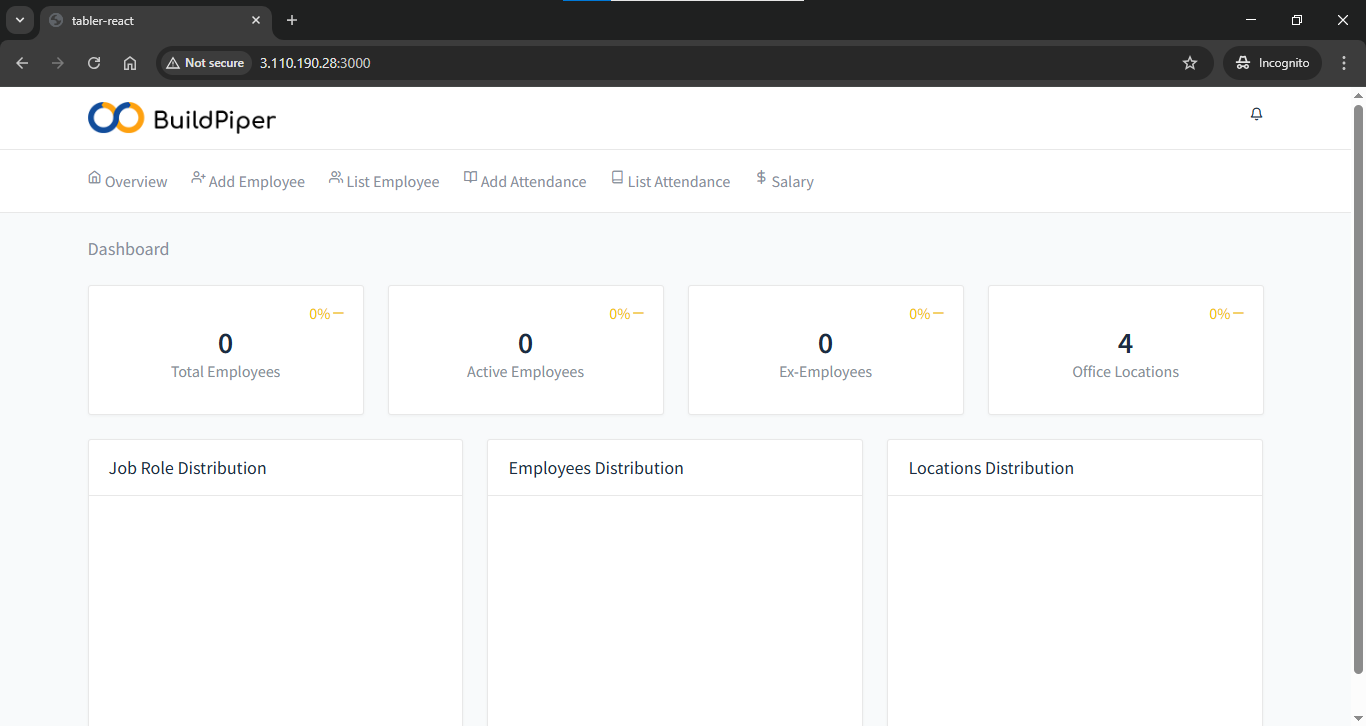 tabler-react
Not secure 3.110.190.28:3000 Incognito
BuildPiper
Overview Add Employee List Employee Add Attendance List Attendance Salary
Dashboard
0% 0% 0% 0%
0 0 0 4
Total Employees Active Employees Ex-Employees Office Locations
Job Role Distribution Employees Distribution Locations Distribution